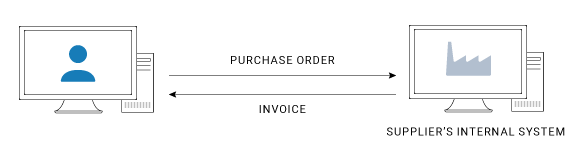 PURCHASE ORDER
INVOICE
SUPPLIER'S INTERNAL SYSTEM